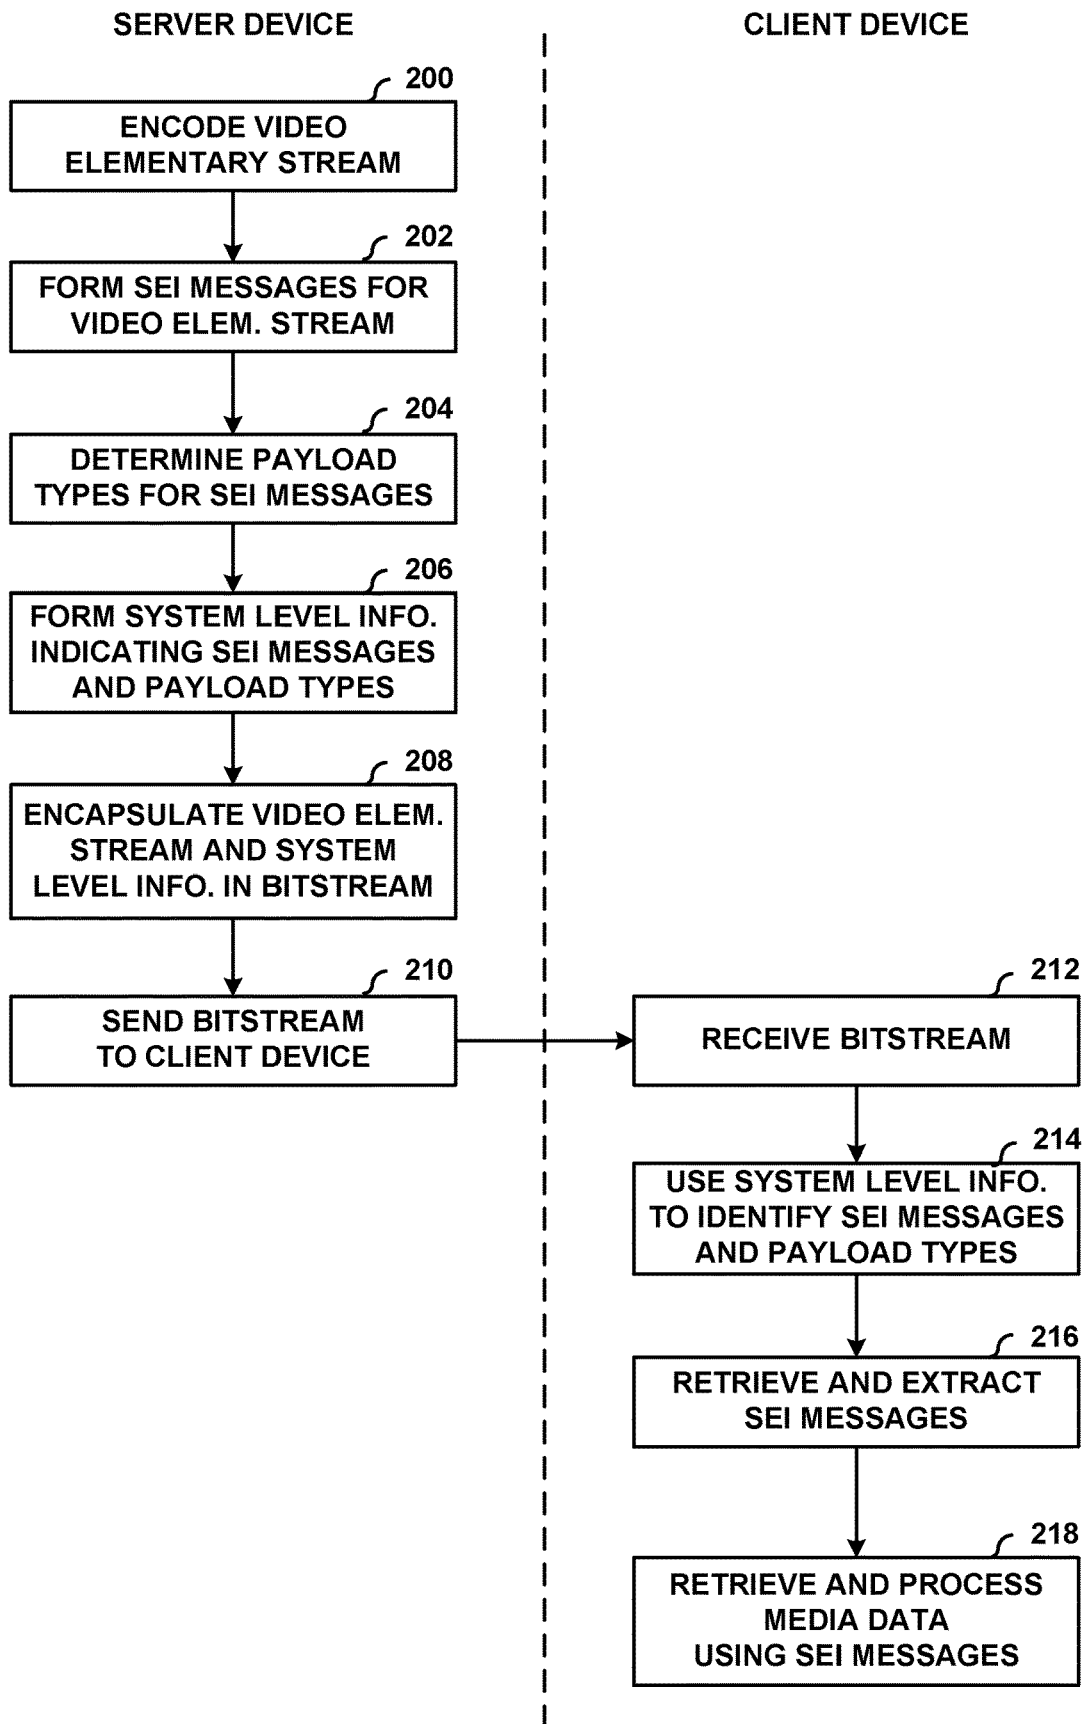 SERVER DEVICE
CLIENT DEVICE
200
ENCODE VIDEO
ELEMENTARY STREAM
202
FORM SEI MESSAGES FOR
VIDEO ELEM. STREAM
204
DETERMINE PAYLOAD
TYPES FOR SEI MESSAGES
206
FORM SYSTEM LEVEL INFO.
INDICATING SEI MESSAGES
AND PAYLOAD TYPES
208
ENCAPSULATE VIDEO ELEM.
STREAM AND SYSTEM
LEVEL INFO. IN BITSTREAM
210
SEND BITSTREAM
TO CLIENT DEVICE
212
RECEIVE BITSTREAM
214
USE SYSTEM LEVEL INFO.
TO IDENTIFY SEI MESSAGES
AND PAYLOAD TYPES
216
RETRIEVE AND EXTRACT
SEI MESSAGES
218
RETRIEVE AND PROCESS
MEDIA DATA
USING SEI MESSAGES